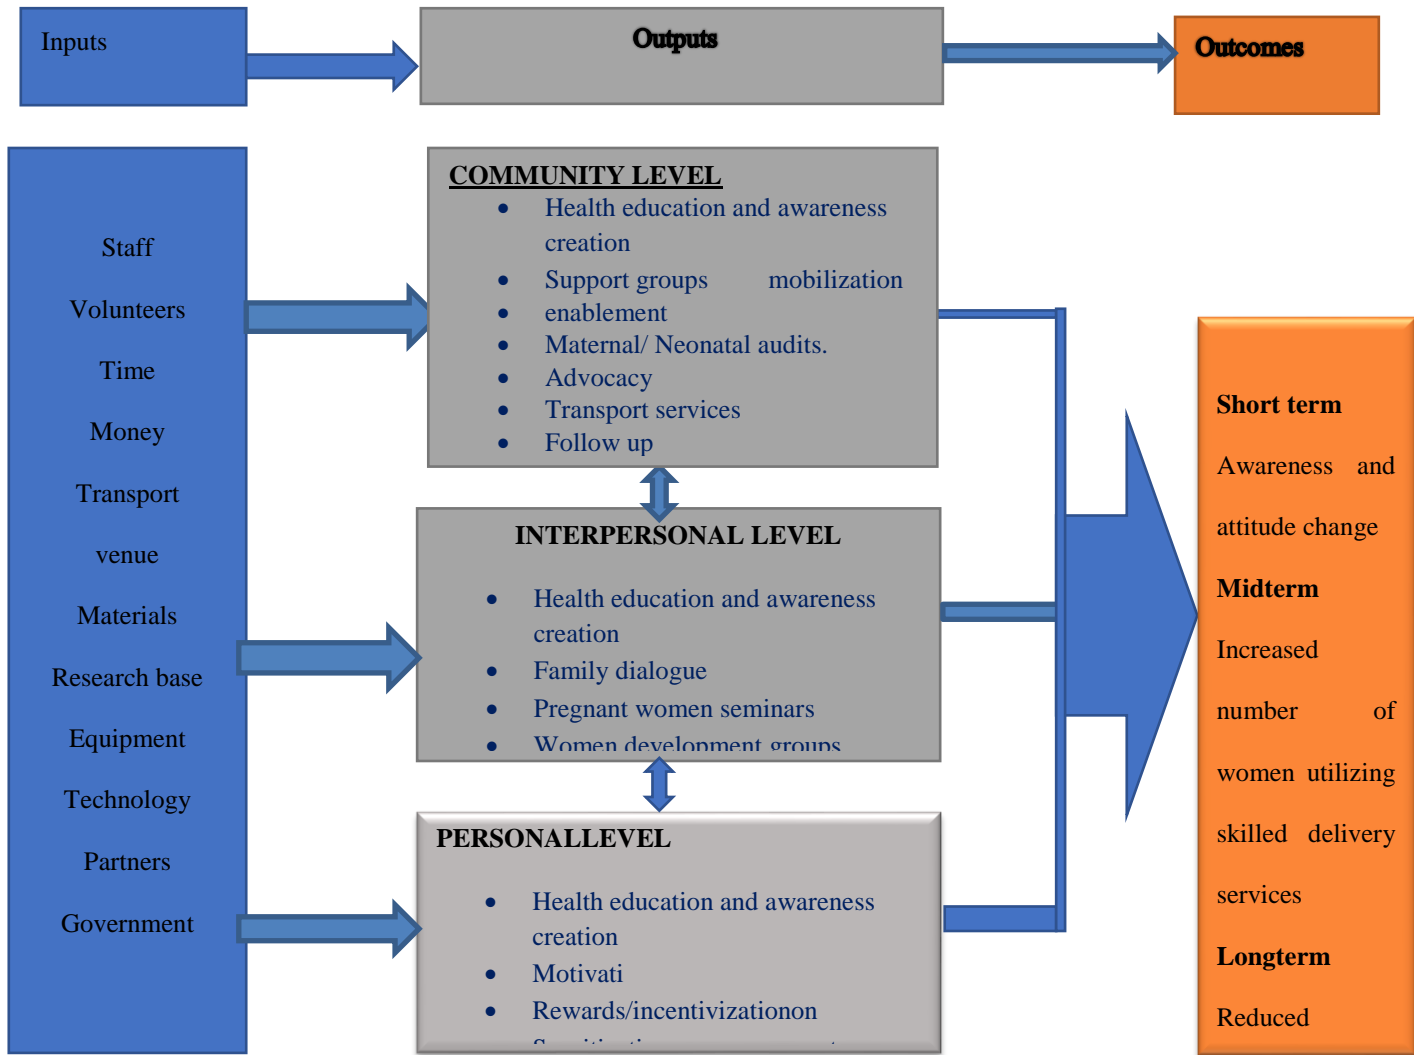 Inputs
Outputs
Outcomes
Staff
Volunteers
Time
Money
Transport
venue
Materials
Research base
Equipment
Technology
Partners
Government
COMMUNITY LEVEL
• Health education and awareness
creation
• Support groups mobilization
• enablement
• Maternal/ Neonatal audits.
• Advocacy
• Transport services
• Follow up
INTERPERSONAL LEVEL
• Health education and awareness
creation
• Family dialogue
• Pregnant women seminars
• Women development groups
PERSONALLEVEL
• Health education and awareness
creation
• Motivati
• Rewards/incentivizationon
Short term
Awareness and
attitude change
Midterm
Increased
number of
women utilizing
skilled delivery
services
Longterm
Reduced